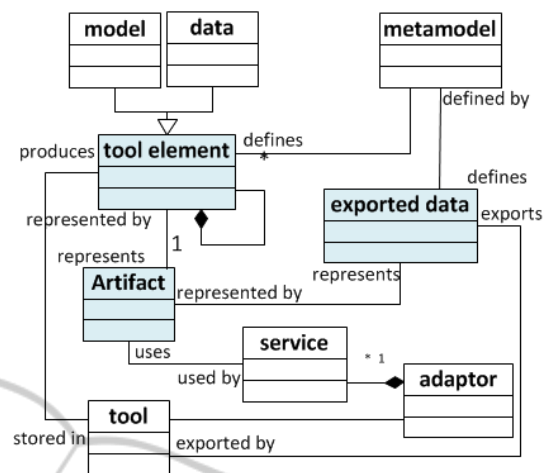 model
data
metamodel
defined by
produces
tool element
defines
*
defines
exported data
exports
represented by
1
represents
represents
Artifact
represented by
service
uses
* 1
used by
adaptor
tool
stored in
exported by